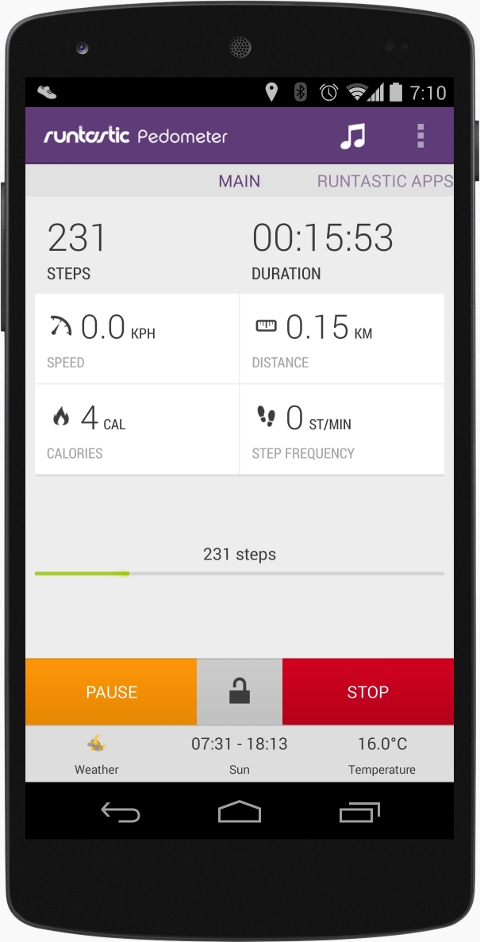 7:10
runtastic Pedometer
MAIN RUNTASTIC APPS
231 00:15:53
STEPS DURATION
0.0 KPH 0.15 KM
SPEED DISTANCE
4 CAL 0 ST/MIN
CALORIES STEP FREQUENCY
231 steps
PAUSE STOP
07:31 - 18:13 16.0°C
Weather Sun Temperature